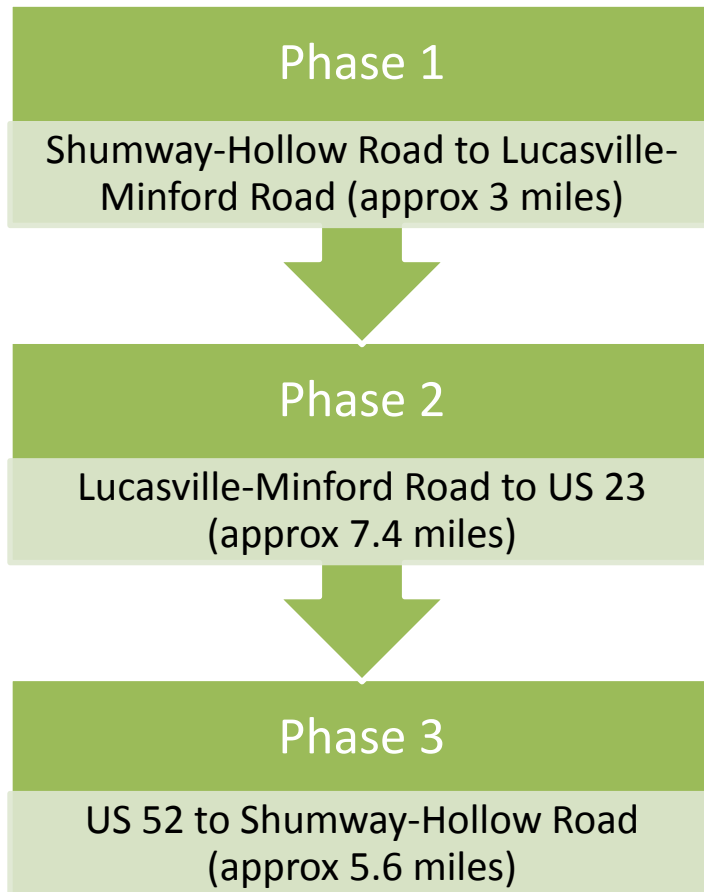 Phase 1
Shumway-Hollow Road to Lucasville-
Minford Road (approx 3 miles)
Phase 2
Lucasville-Minford Road to US 23
(approx 7.4 miles)
Phase 3
US 52 to Shumway-Hollow Road
(approx 5.6 miles)